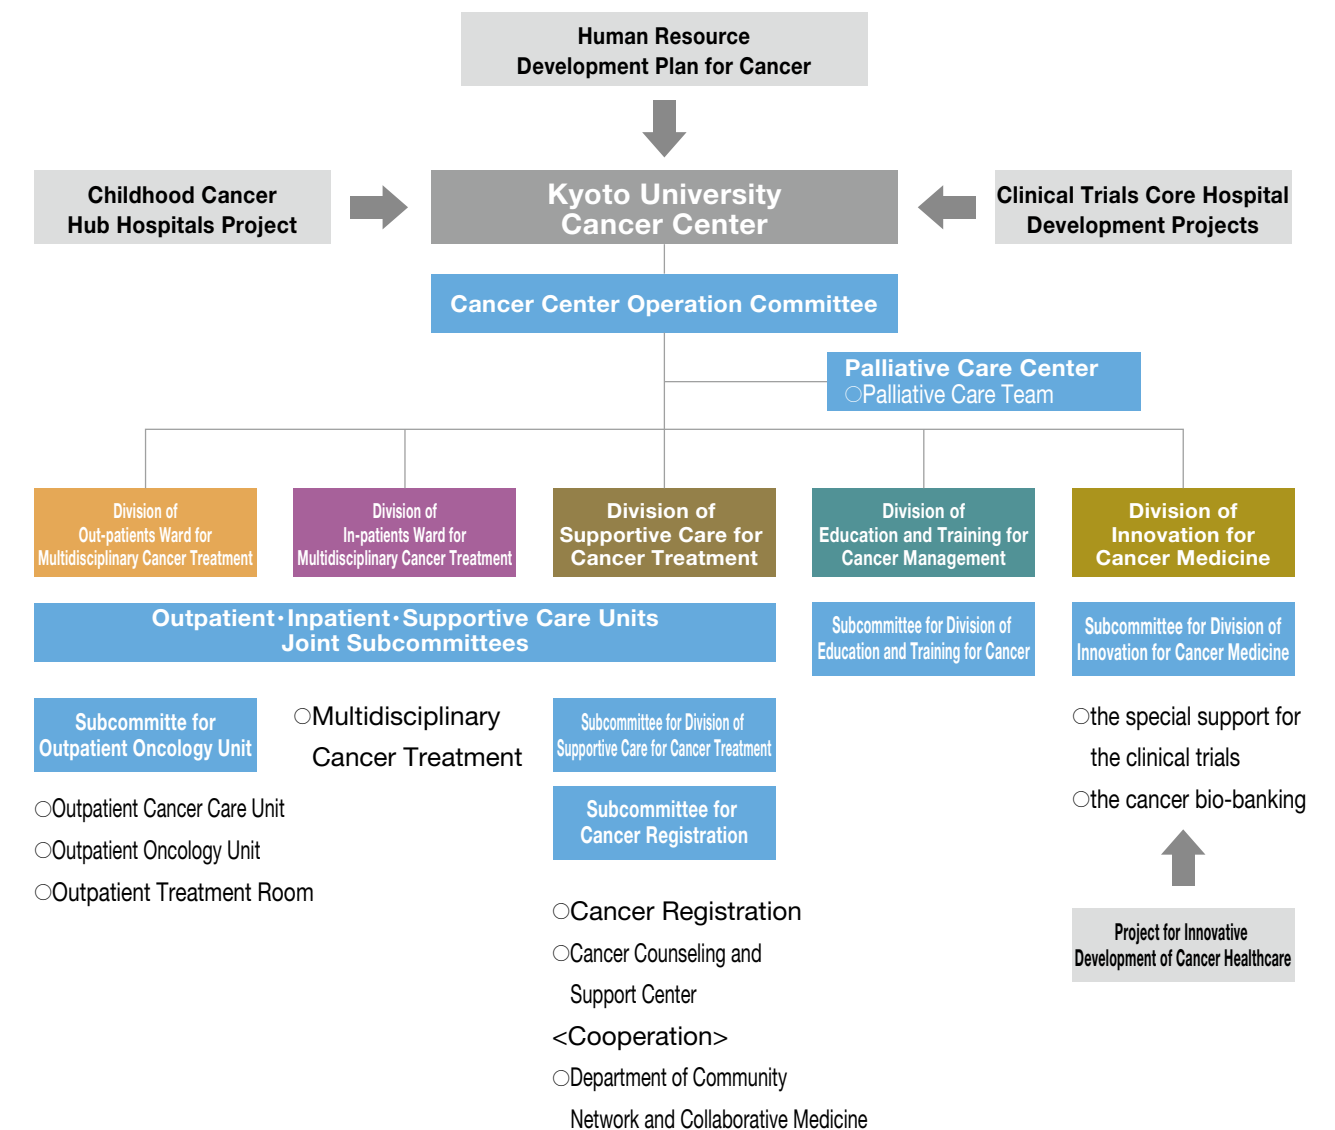 Human Resource
Development Plan for Cancer
Childhood Cancer
Hub Hospitals Project
Kyoto University
Cancer Center
Clinical Trials Core Hospital
Development Projects
Cancer Center Operation Committee
Palliative Care Center
○Palliative Care Team
Division of
Out-patients Ward for
Multidisciplinary Cancer Treatment
Division of
In-patients Ward for
Multidisciplinary Cancer Treatment
Division of
Supportive Care for
Cancer Treatment
Division of
Education and Training for
Cancer Management
Division of
Innovation for
Cancer Medicine
Outpatient・Inpatient・Supportive Care Units
Joint Subcommittees
Subcommittee for Division of
Education and Training for Cancer
Subcommittee for Division of
Innovation for Cancer Medicine
Subcommitte for
Outpatient Oncology Unit
○Outpatient Cancer Care Unit
○Outpatient Oncology Unit
○Outpatient Treatment Room
○Multidisciplinary
Cancer Treatment
Subcommittee for Division of
Supportive Care for Cancer Treatment
Subcommittee for
Cancer Registration
○Cancer Registration
○Cancer Counseling and
Support Center
<Cooperation>
○Department of Community
Network and Collaborative Medicine
○the special support for
the clinical trials
○the cancer bio-banking
Project for Innovative
Development of Cancer Healthcare